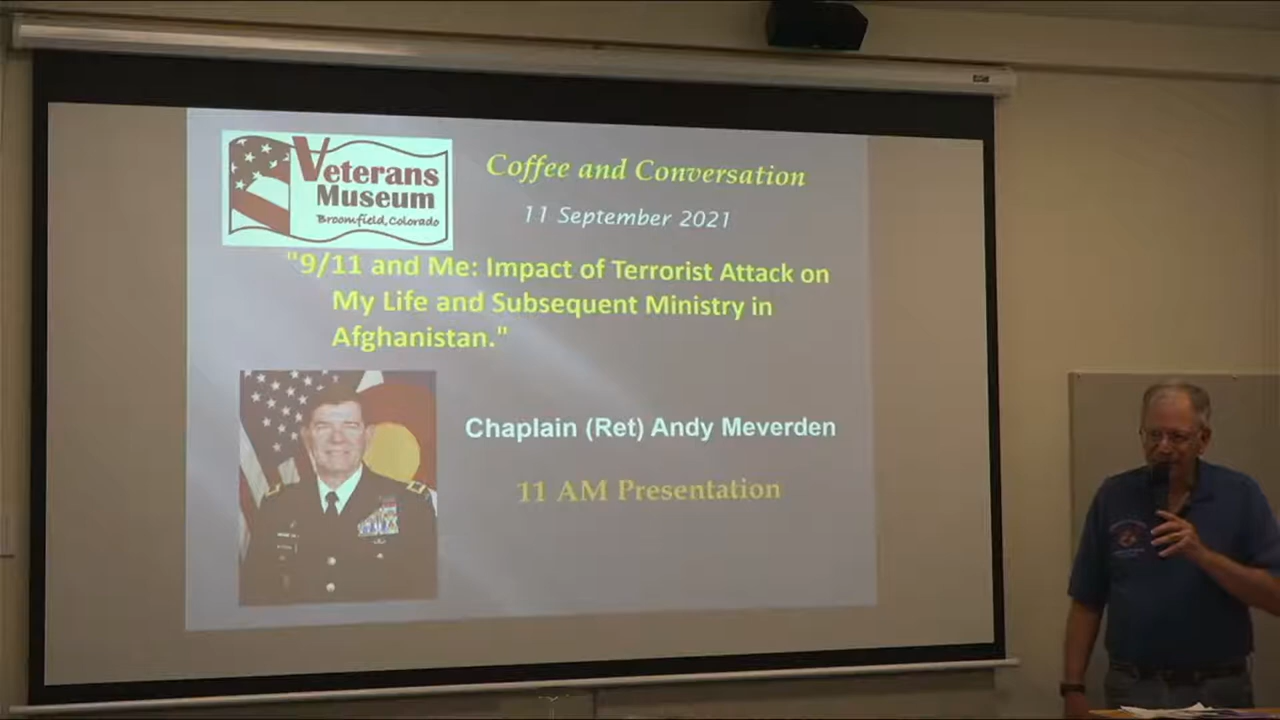 Veterans
Museum
Broomfield, Colorado
Coffee and Conversation
11 September 2021
"9/11 and Me: Impact of Terrorist Attack on
My Life and Subsequent Ministry in
Afghanistan."
Chaplain (Ret) Andy Meverden
11 AM Presentation